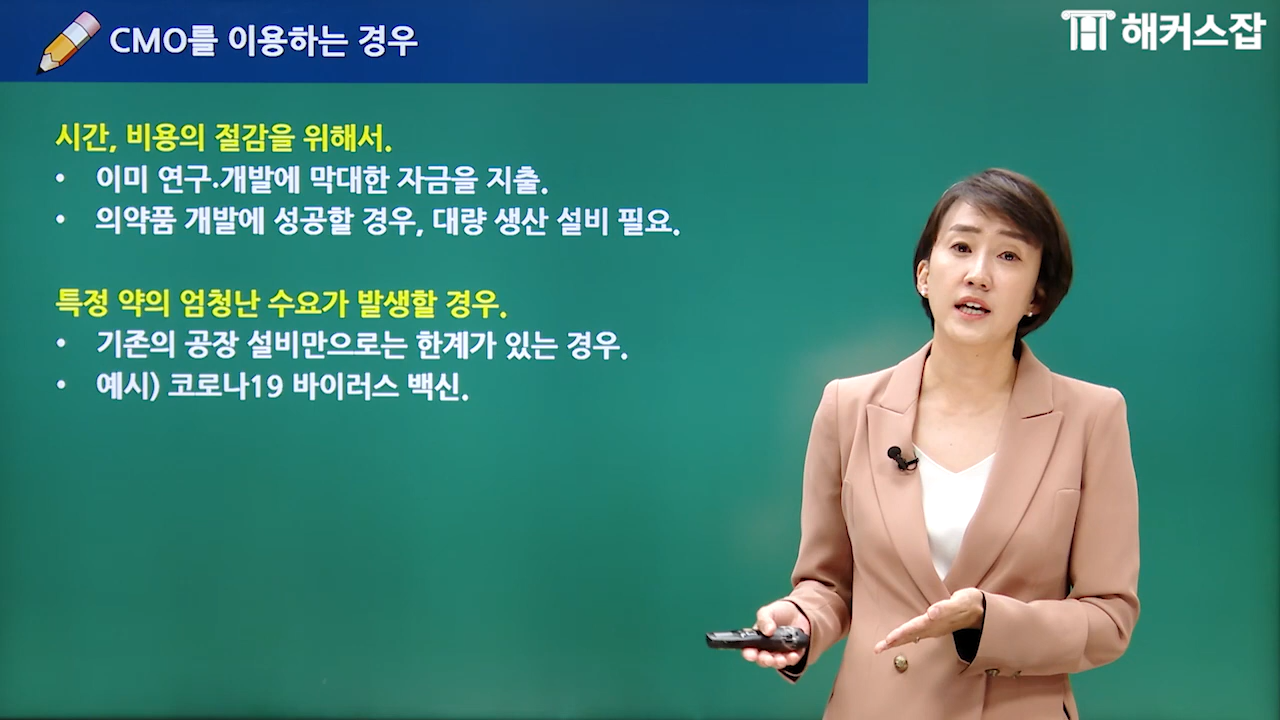 CMO를 이용하는 경우
해커스잡
시간, 비용의 절감을 위해서.
• 이미 연구·개발에 막대한 자금을 지출.
• 의약품 개발에 성공할 경우, 대량 생산 설비 필요.
특정 약의 엄청난 수요가 발생할 경우.
• 기존의 공장 설비만으로는 한계가 있는 경우.
• 예시) 코로나19 바이러스 백신.